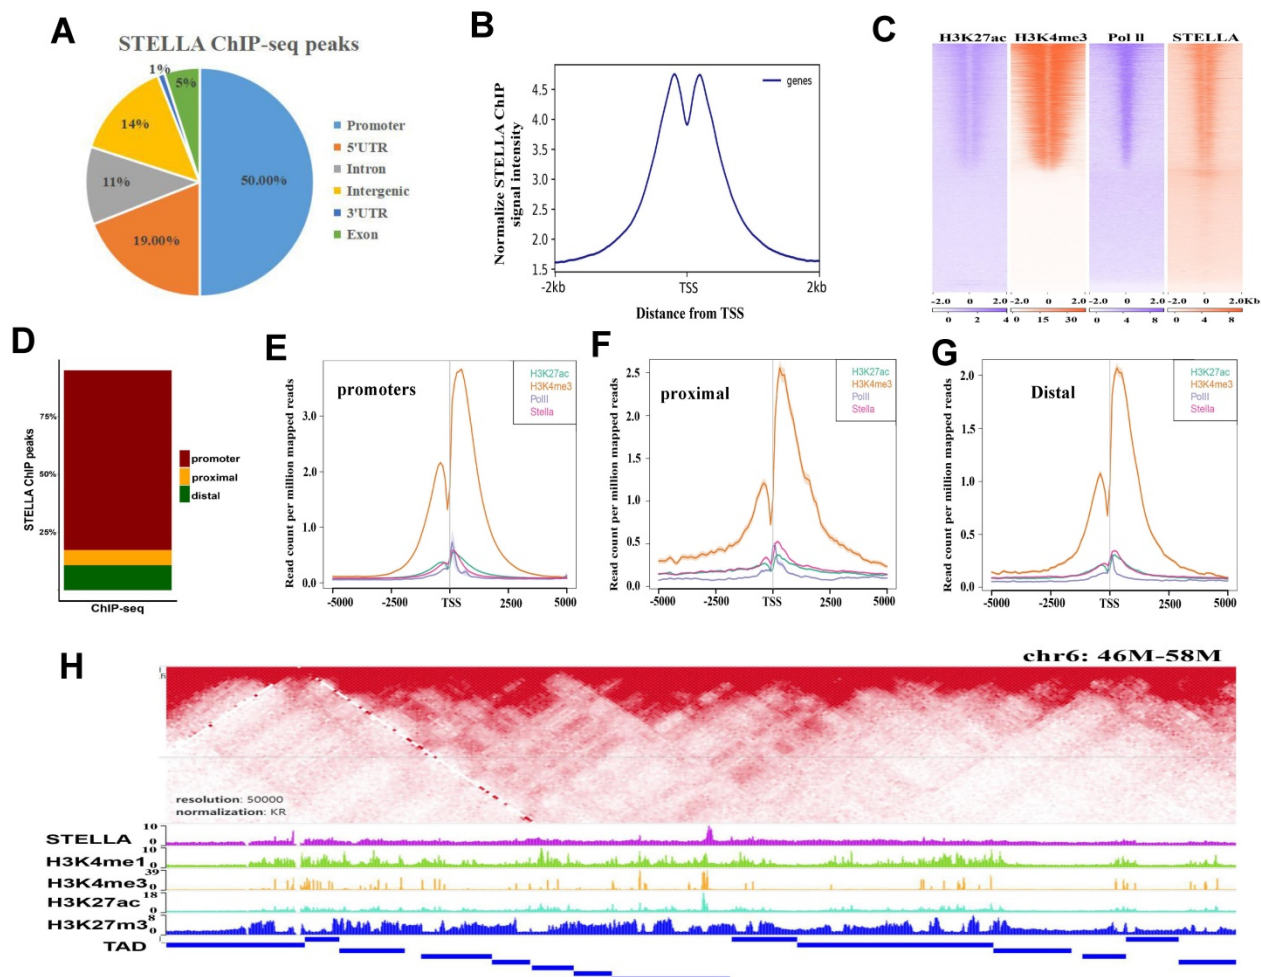 A
STELLA ChIP-seq peaks
1%
5%
14%
11%
19.00%
50.00%
Promoter
5'UTR
Intron
Intergenic
3'UTR
Exon
B
Normalize STELLA ChIP
signal intensity
4.5
4.0
3.5
3.0
2.5
2.0
1.5
genes
-2kb
TSS
2kb
Distance from TSS
C
H3K27ac H3K4me3 Pol ll STELLA
-2.0 0 2.0 -2.0 0 2.0 -2.0 0 2.0 -2.0 0 2.0Kb
0 2 4 0 15 30 0 4 8 0 4 8
D
STELLA ChIP peaks
75%
50%
25%
ChIP-seq
promoter
proximal
distal
E
promoters
Read count per million mapped reads
3.0
2.0
1.0
0.0
H3K27ac
H3K4me3
PolII
Stella
-5000 -2500 TSS 2500 5000
F
proximal
Read count per million mapped reads
2.5
2.0
1.5
1.0
0.5
0.0
H3K27ac
H3K4me3
PolII
Stella
-5000 -2500 TSS 2500 5000
G
Distal
Read count per million mapped reads
2.0
1.5
1.0
0.5
0.0
H3K27ac
H3K4me3
PolII
Stella
-5000 -2500 TSS 2500 5000
H
chr6: 46M-58M
resolution: 50000
normalization: KR
STELLA 10 0
H3K4me1 10 0
H3K4me3 39 0
H3K27ac 18 0
H3K27m3 8 0
TAD